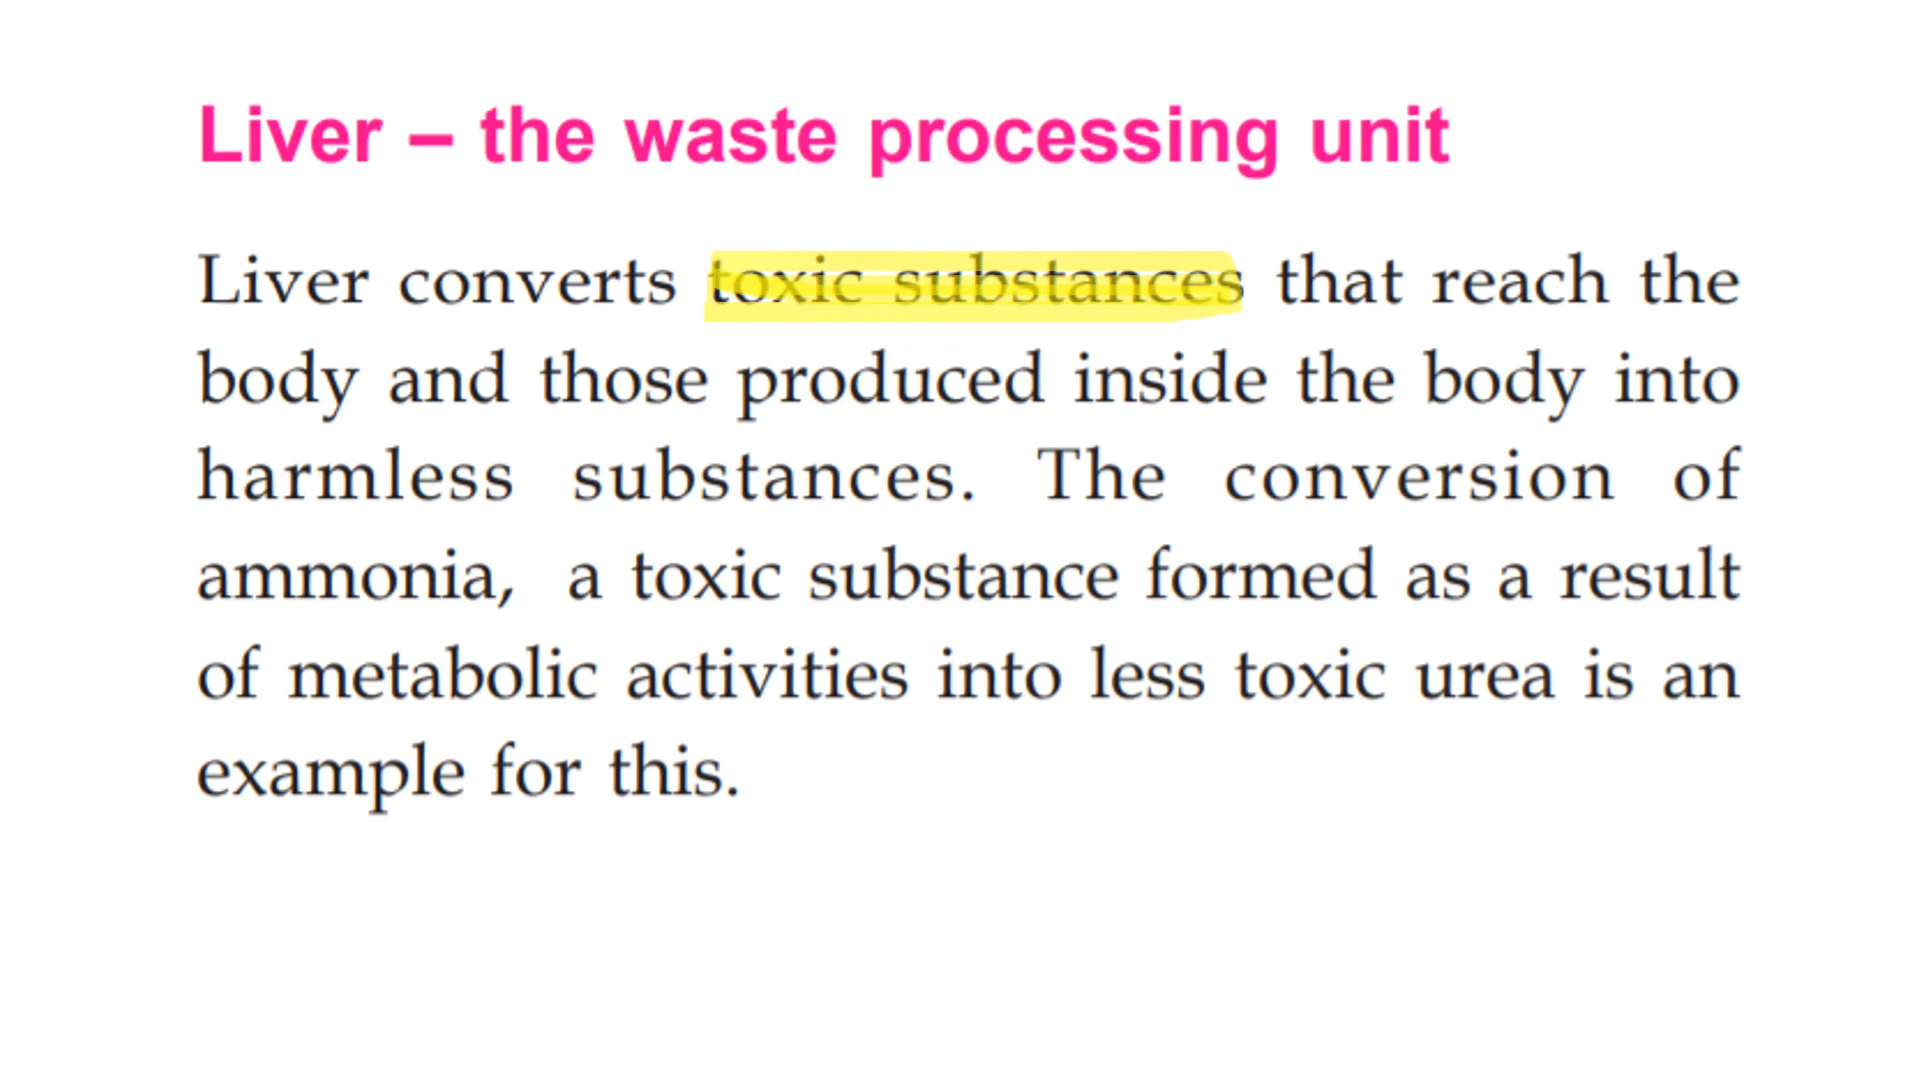 Liver – the waste processing unit
Liver converts toxic substances that reach the
body and those produced inside the body into
harmless substances. The conversion of
ammonia, a toxic substance formed as a result
of metabolic activities into less toxic urea is an
example for this.